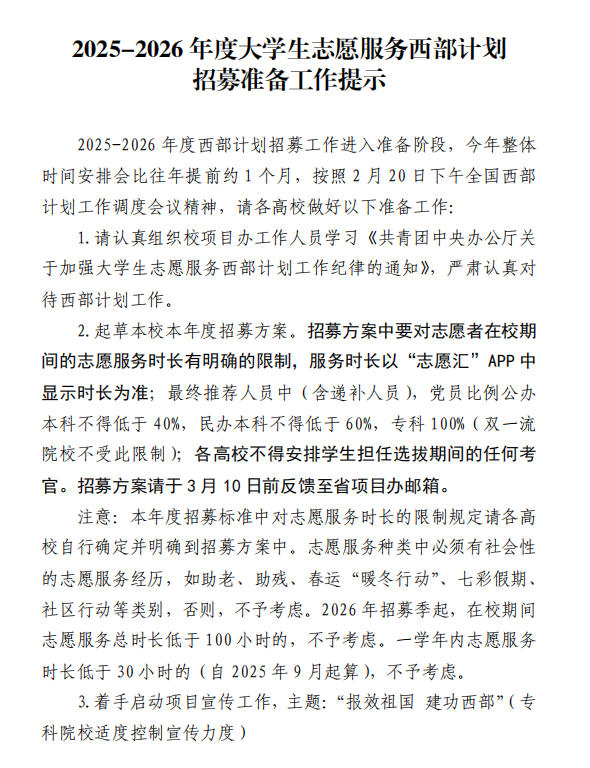 2025-2026 年度大学生志愿服务西部计划
招募准备工作提示
2025-2026 年度西部计划招募工作进入准备阶段，今年整体
时间安排会比往年提前约 1 个月，按照 2 月 20 日下午全国西部
计划工作调度会议精神，请各高校做好以下准备工作：
1.请认真组织校项目办工作人员学习《共青团中央办公厅关
于加强大学生志愿服务西部计划工作纪律的通知》，严肃认真对
待西部计划工作。
2.起草本校本年度招募方案。招募方案中要对志愿者在校期
间的志愿服务时长有明确的限制，服务时长以“志愿汇”APP 中
显示时长为准；最终推荐人员中（含递补人员），党员比例公办
本科不得低于 40%，民办本科不得低于 60%，专科 100%（双一流
院校不受此限制）；各高校不得安排学生担任选拔期间的任何考
官。招募方案请于 3 月 10 日前反馈至省项目办邮箱。
注意：本年度招募标准中对志愿服务时长的限制规定请各高
校自行确定并明确到招募方案中。志愿服务种类中必须有社会性
的志愿服务经历，如助老、助残、春运“暖冬行动”、七彩假期、
社区行动等类别，否则，不予考虑。2026 年招募季起，在校期间
志愿服务总时长低于 100 小时的，不予考虑。一学年内志愿服务
时长低于 30 小时的（自 2025 年 9 月起算），不予考虑。
3.着手启动项目宣传工作，主题：“报效祖国 建功西部”（专
科院校适度控制宣传力度）